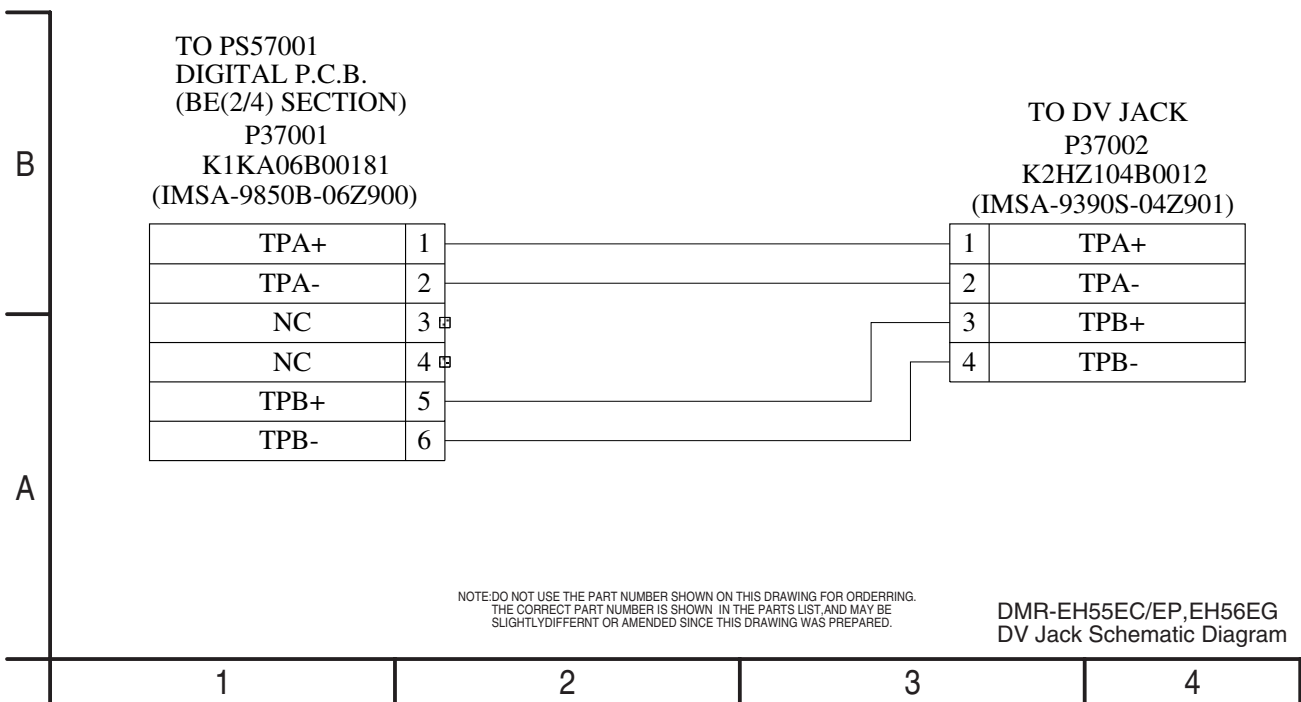 TO PS57001
DIGITAL P.C.B.
(BE(2/4) SECTION)
P37001
K1KA06B00181
(IMSA-9850B-06Z900)
TPA+ 1
TPA- 2
NC 3
NC 4
TPB+ 5
TPB- 6
TO DV JACK
P37002
K2HZ104B0012
(IMSA-9390S-04Z901)
1 TPA+
2 TPA-
3 TPB+
4 TPB-
B
A
NOTE:DO NOT USE THE PART NUMBER SHOWN ON THIS DRAWING FOR ORDERRING.
THE CORRECT PART NUMBER IS SHOWN IN THE PARTS LIST,AND MAY BE
SLIGHTLYDIFFERNT OR AMENDED SINCE THIS DRAWING WAS PREPARED.
DMR-EH55EC/EP,EH56EG
DV Jack Schematic Diagram
1 2 3 4